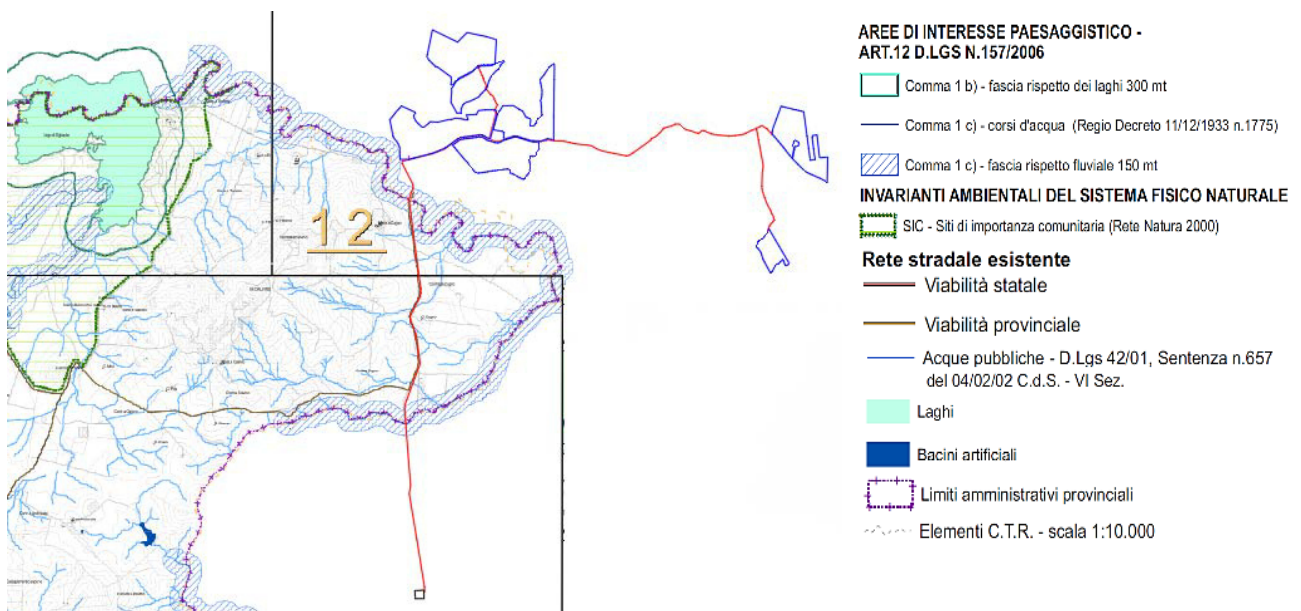 12
AREE DI INTERESSE PAESAGGISTICO -
ART.12 D.LGS N.157/2006
Comma 1 b) - fascia rispetto dei laghi 300 mt
Comma 1 c) - corsi d'acqua (Regio Decreto 11/12/1933 n.1775)
Comma 1 c) - fascia rispetto fluviale 150 mt
INVARIANTI AMBIENTALI DEL SISTEMA FISICO NATURALE
SIC - Siti di importanza comunitaria (Rete Natura 2000)
Rete stradale esistente
Viabilità statale
Viabilità provinciale
Acque pubbliche - D.Lgs 42/01, Sentenza n.657
del 04/02/02 C.d.S. - VI Sez.
Laghi
Bacini artificiali
Limiti amministrativi provinciali
Elementi C.T.R. - scala 1:10.000